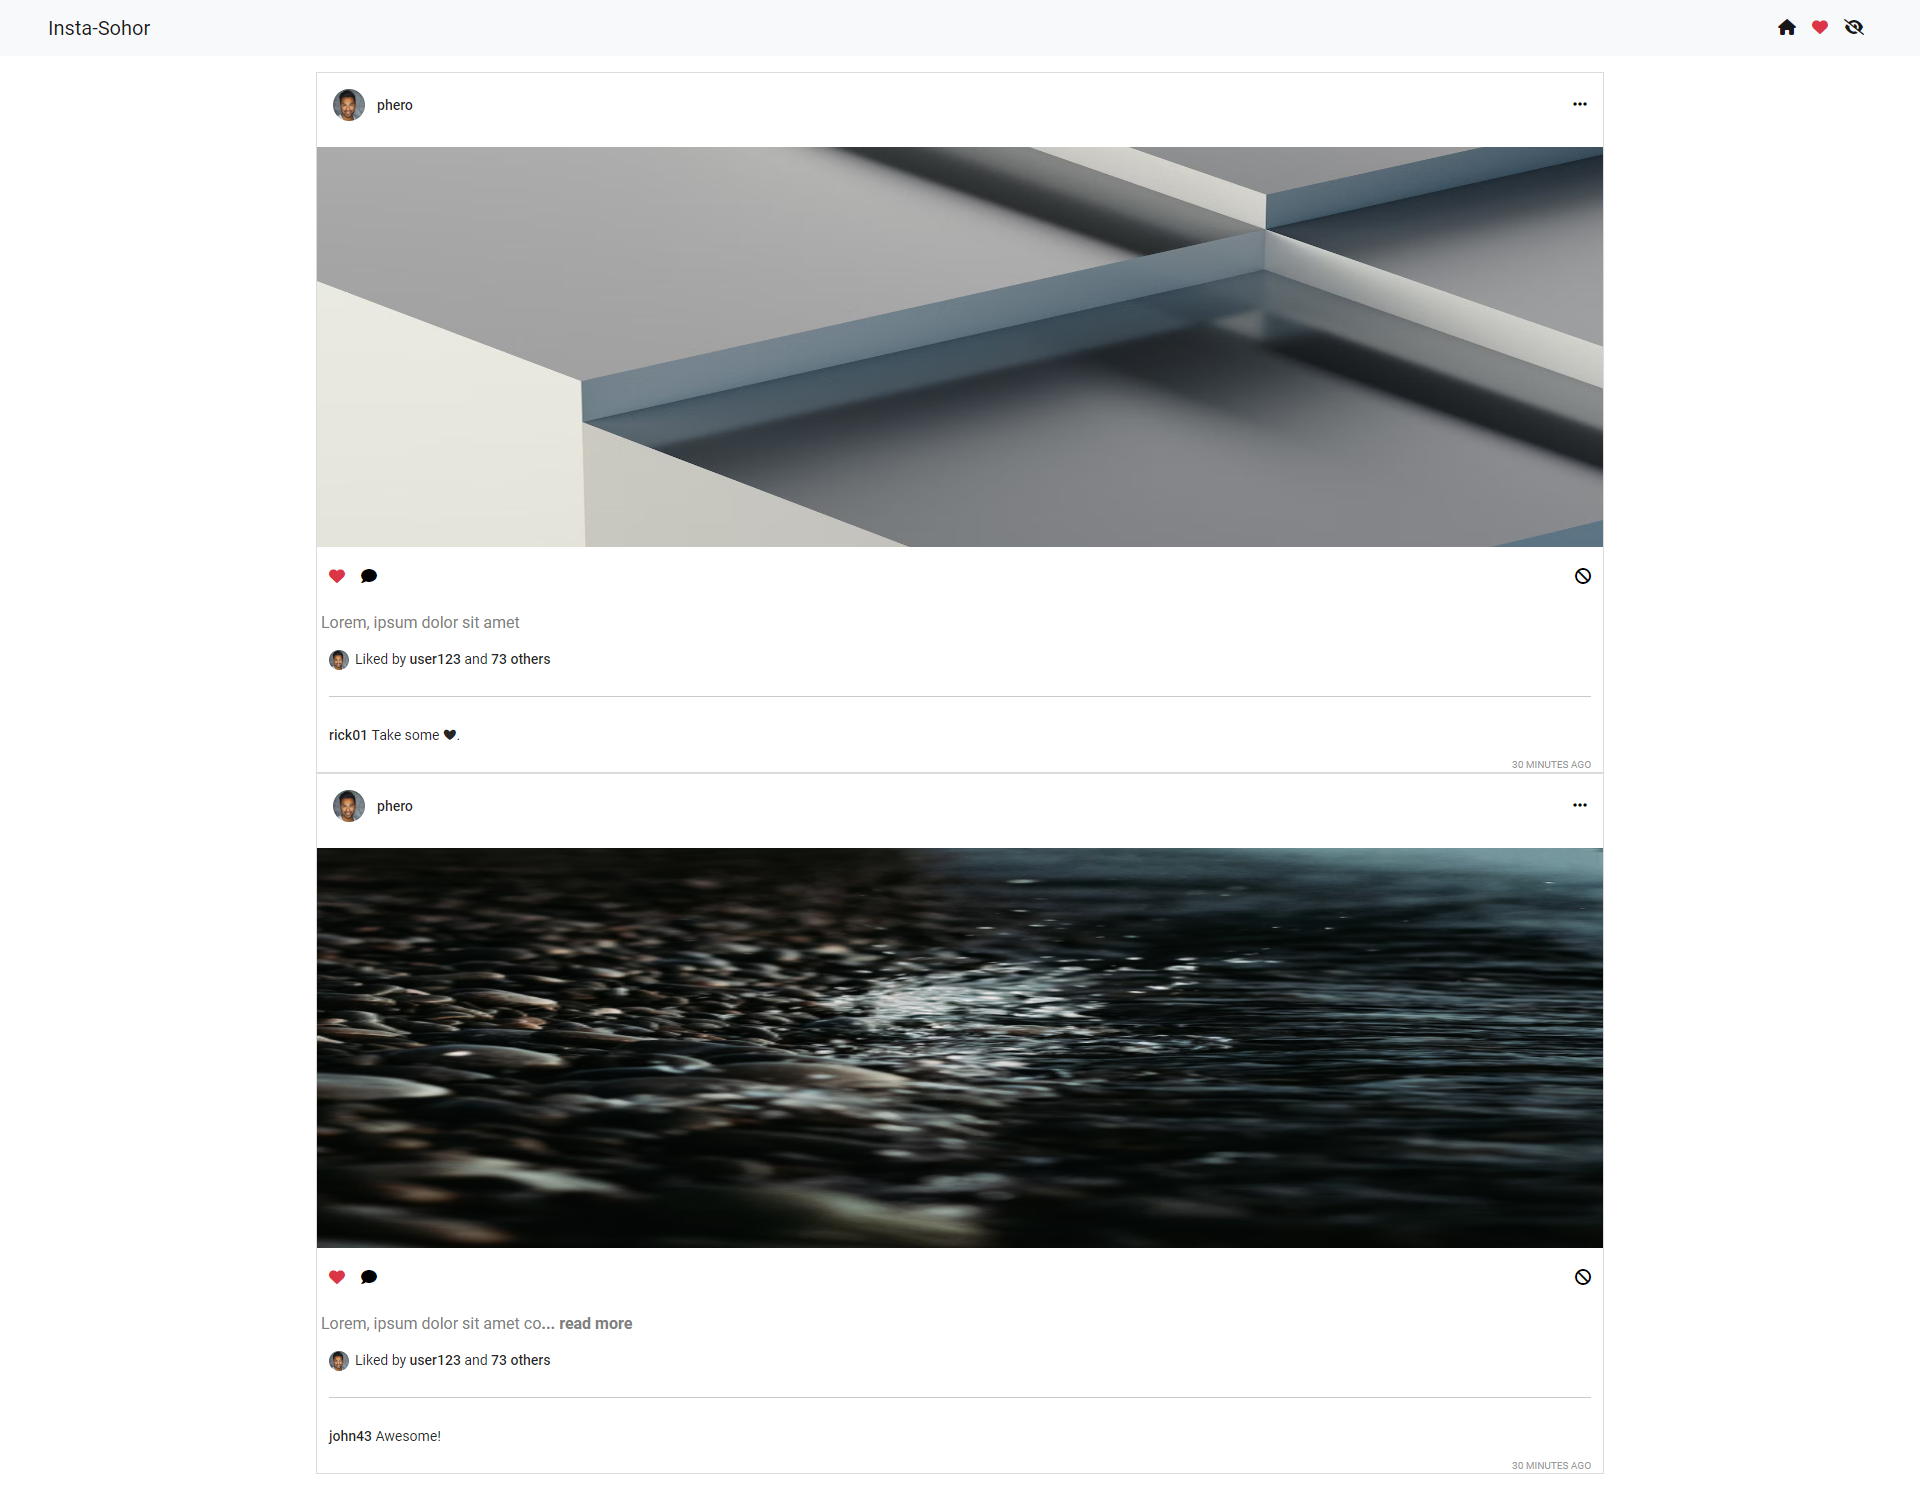 Insta-Sohor
phero
Lorem, ipsum dolor sit amet
Liked by user123 and 73 others
rick01 Take some ♥.
30 MINUTES AGO
phero
Lorem, ipsum dolor sit amet co... read more
Liked by user123 and 73 others
john43 Awesome!
30 MINUTES AGO